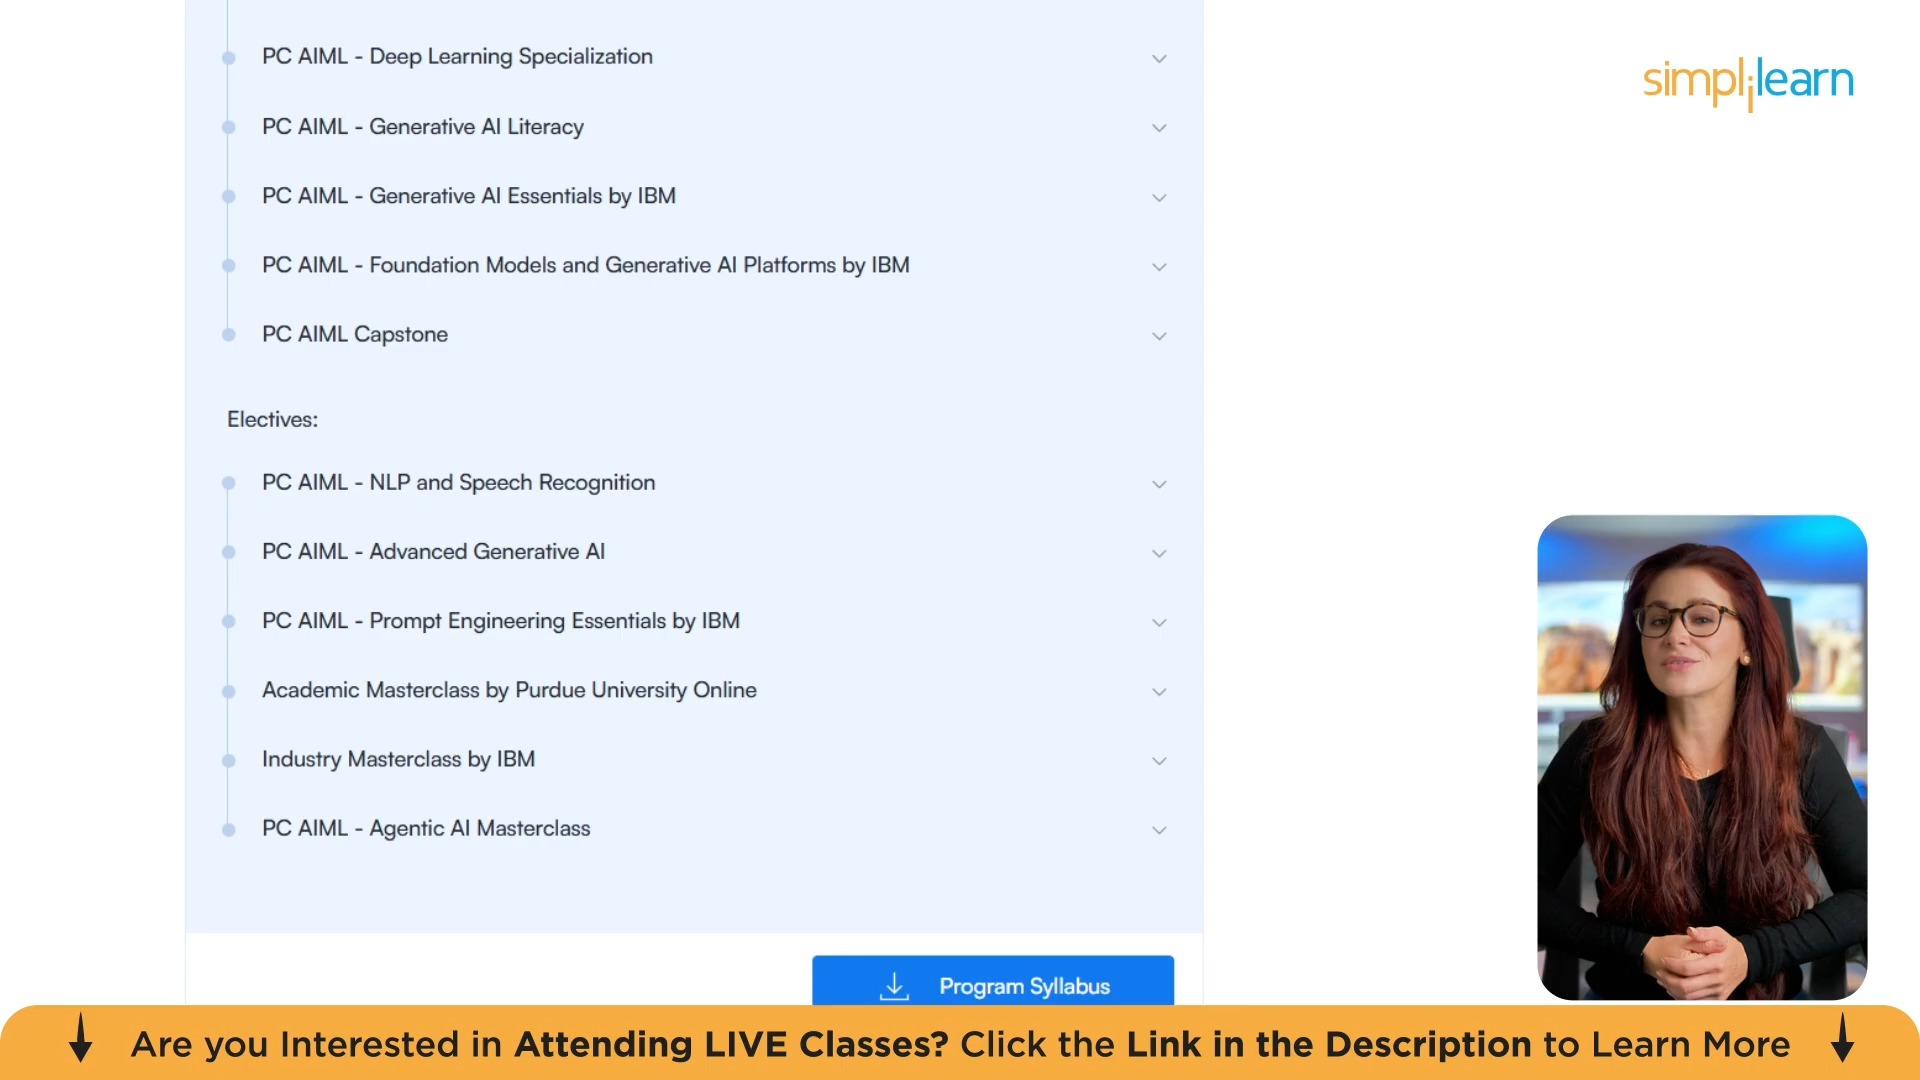 PC AIML - Deep Learning Specialization
simplilearn
PC AIML - Generative AI Literacy
PC AIML - Generative AI Essentials by IBM
PC AIML - Foundation Models and Generative AI Platforms by IBM
PC AIML Capstone
Electives:
PC AIML - NLP and Speech Recognition
PC AIML - Advanced Generative AI
PC AIML - Prompt Engineering Essentials by IBM
Academic Masterclass by Purdue University Online
Industry Masterclass by IBM
PC AIML - Agentic AI Masterclass
Program Syllabus
Are you Interested in Attending LIVE Classes? Click the Link in the Description to Learn More